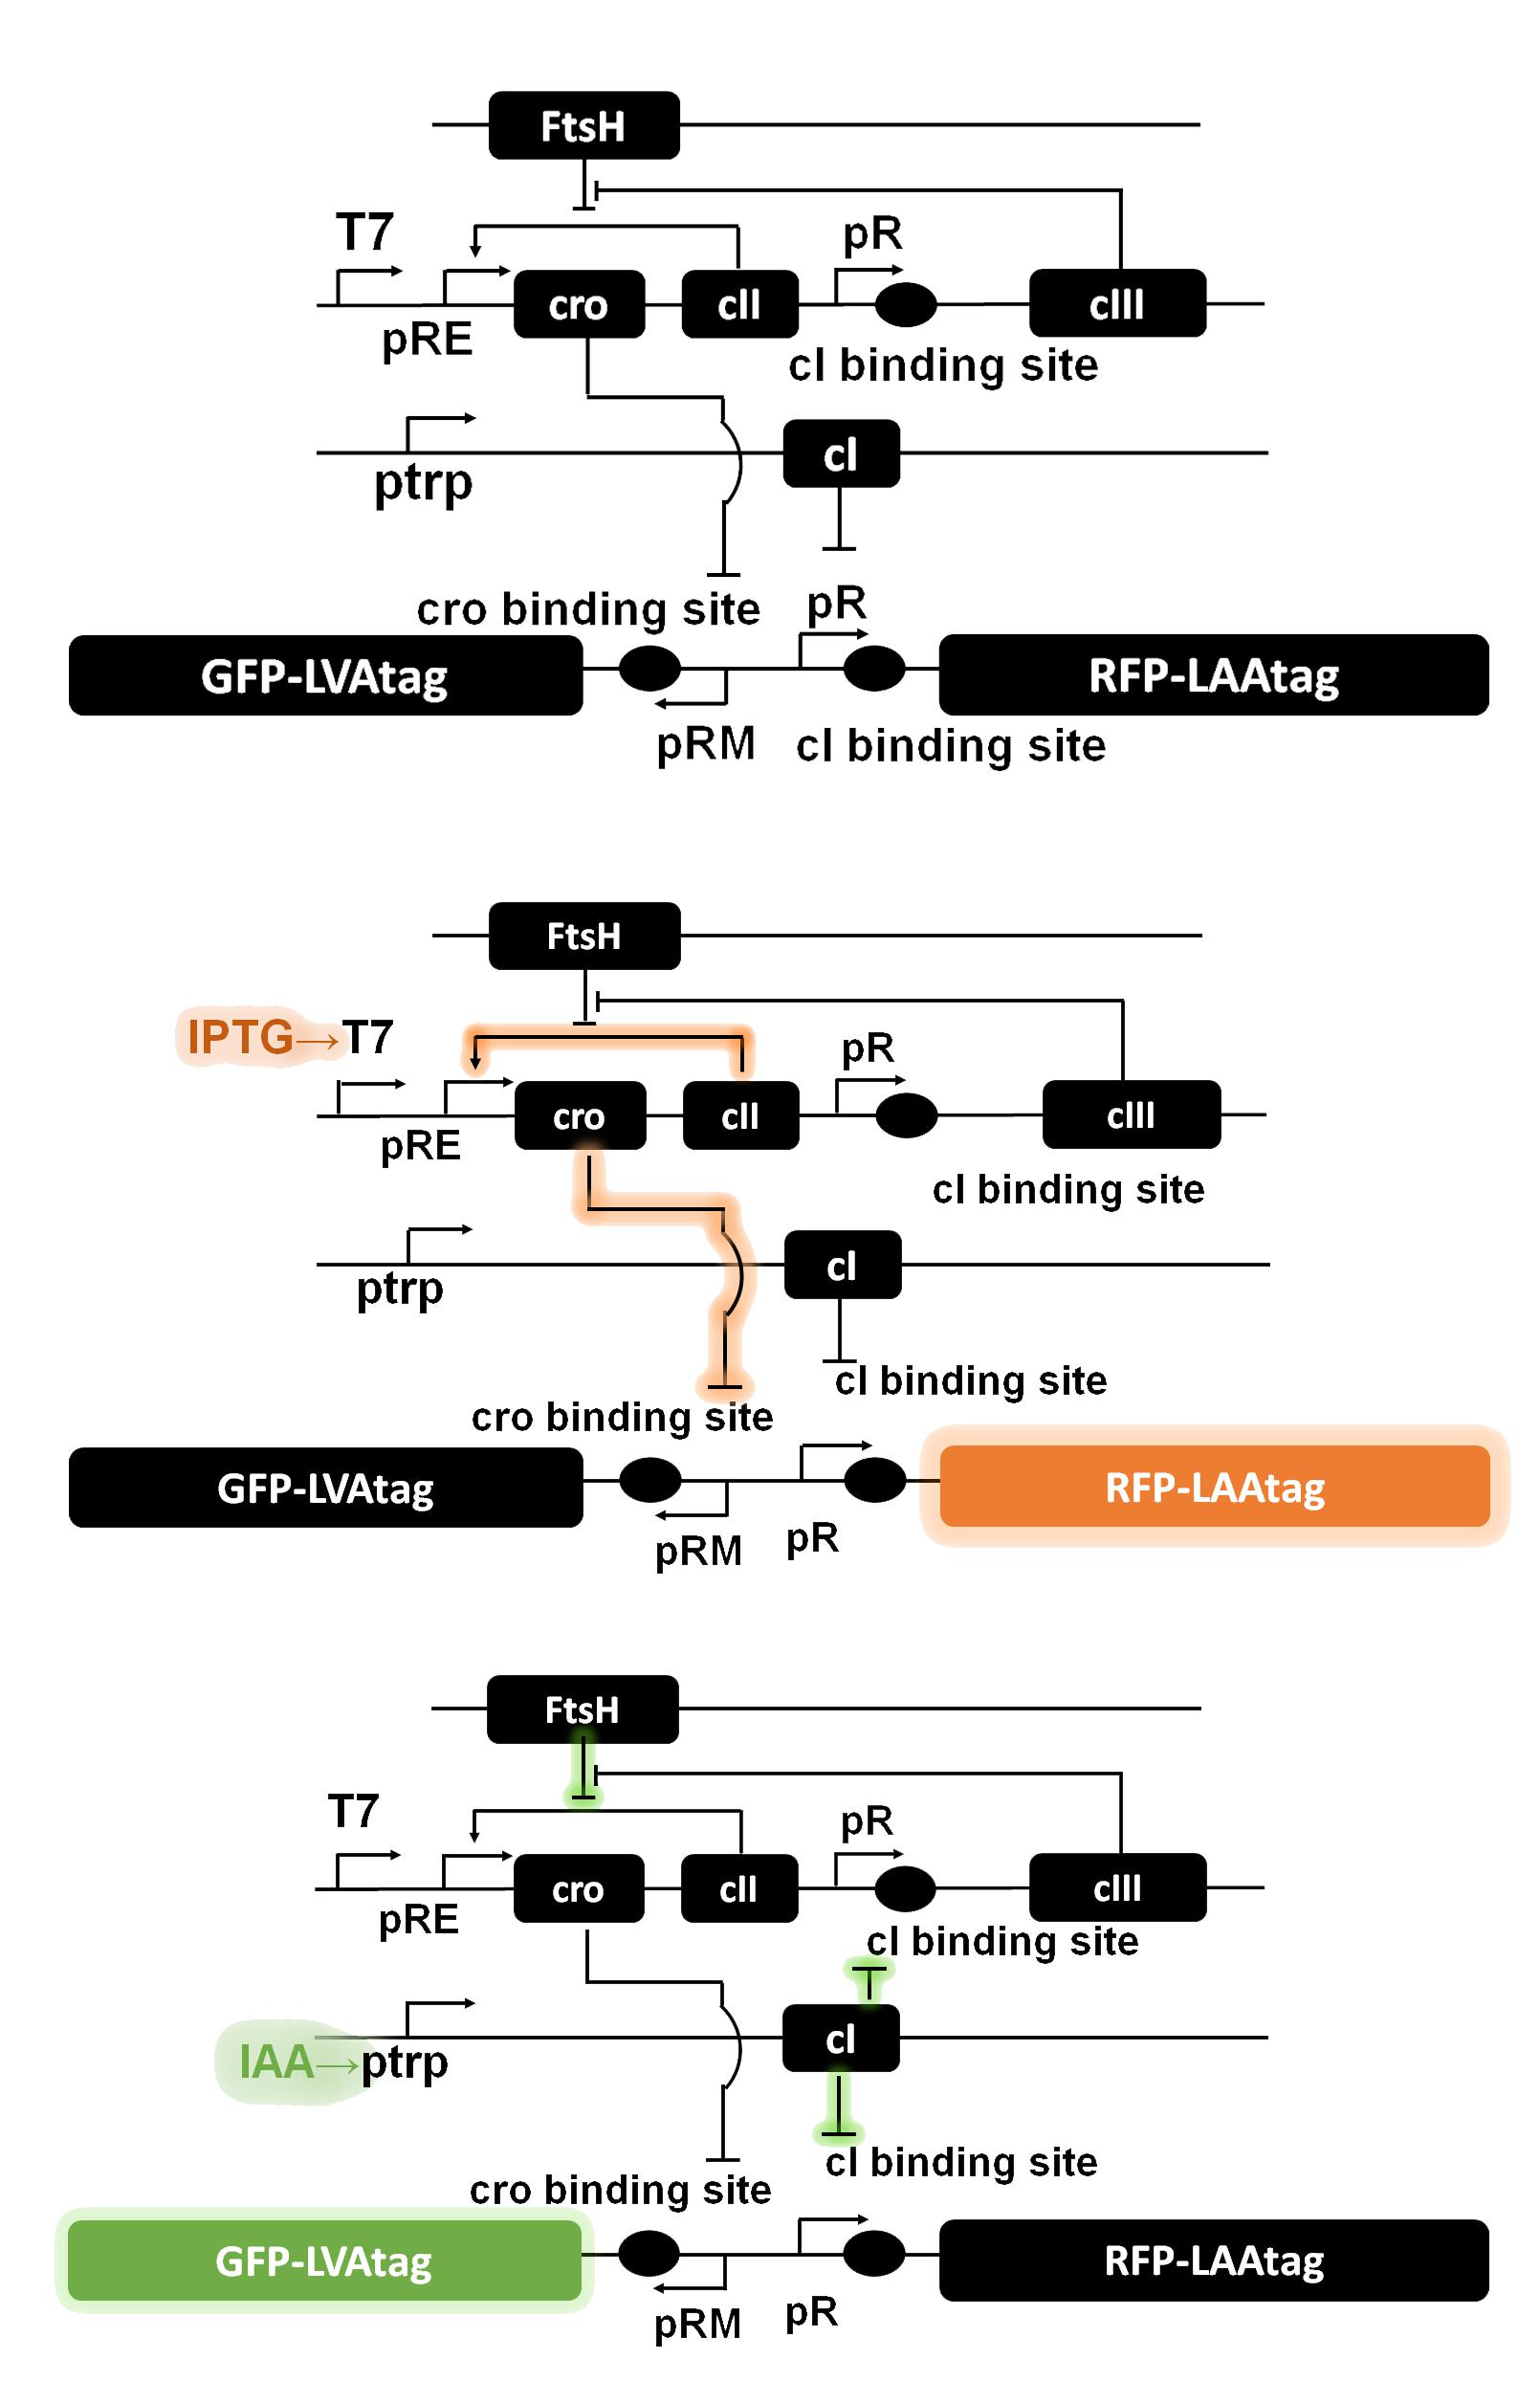 FtsH
T7
pR
cro
cII
cIII
pRE
cI binding site
ptrp
cI
cro binding site
pR
GFP-LVAtag
RFP-LAAtag
pRM
cI binding site
FtsH
IPTG→T7
pR
cro
cII
cIII
pRE
cI binding site
ptrp
cI
cI binding site
cro binding site
GFP-LVAtag
RFP-LAAtag
pRM
pR
FtsH
T7
pR
cro
cII
cIII
pRE
cI binding site
IAA→ptrp
cI
cI binding site
cro binding site
GFP-LVAtag
RFP-LAAtag
pRM
pR